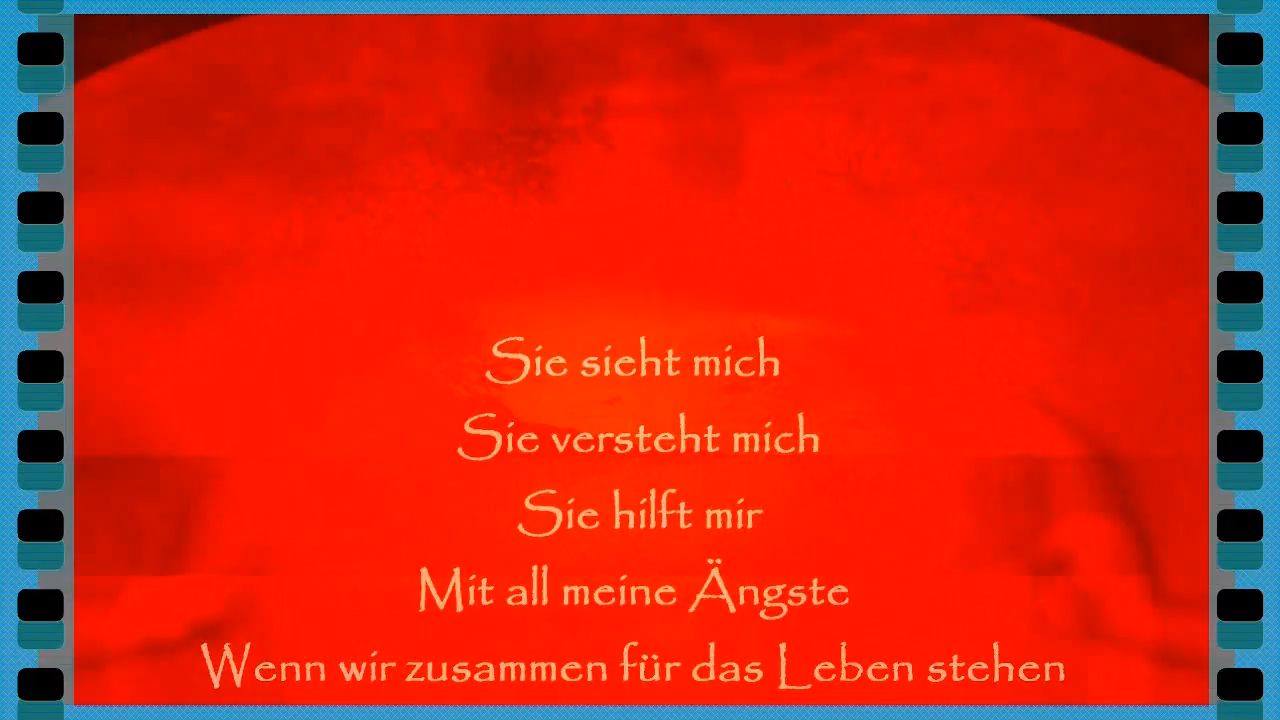 Sie sieht mich
Sie versteht mich
Sie hilft mir
Mit all meine Ängste
Wenn wir zusammen für das Leben stehen